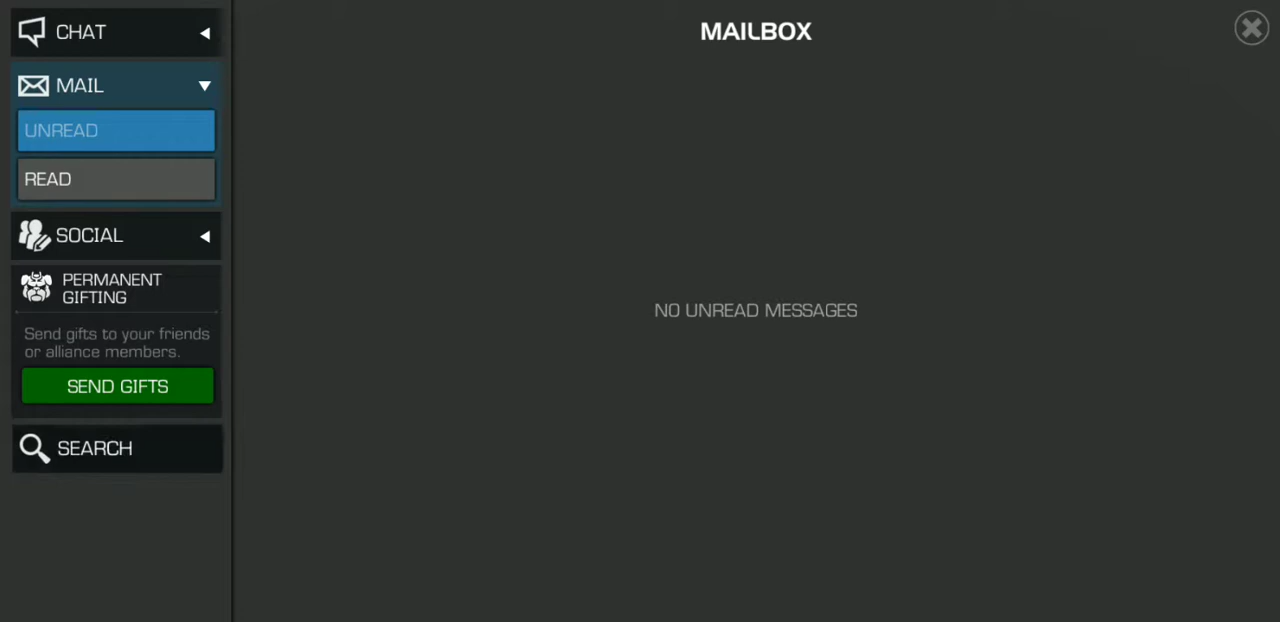 CHAT
MAIL
UNREAD
READ
SOCIAL
PERMANENT
GIFTING
Send gifts to your friends
or alliance members.
SEND GIFTS
SEARCH
MAILBOX
NO UNREAD MESSAGES